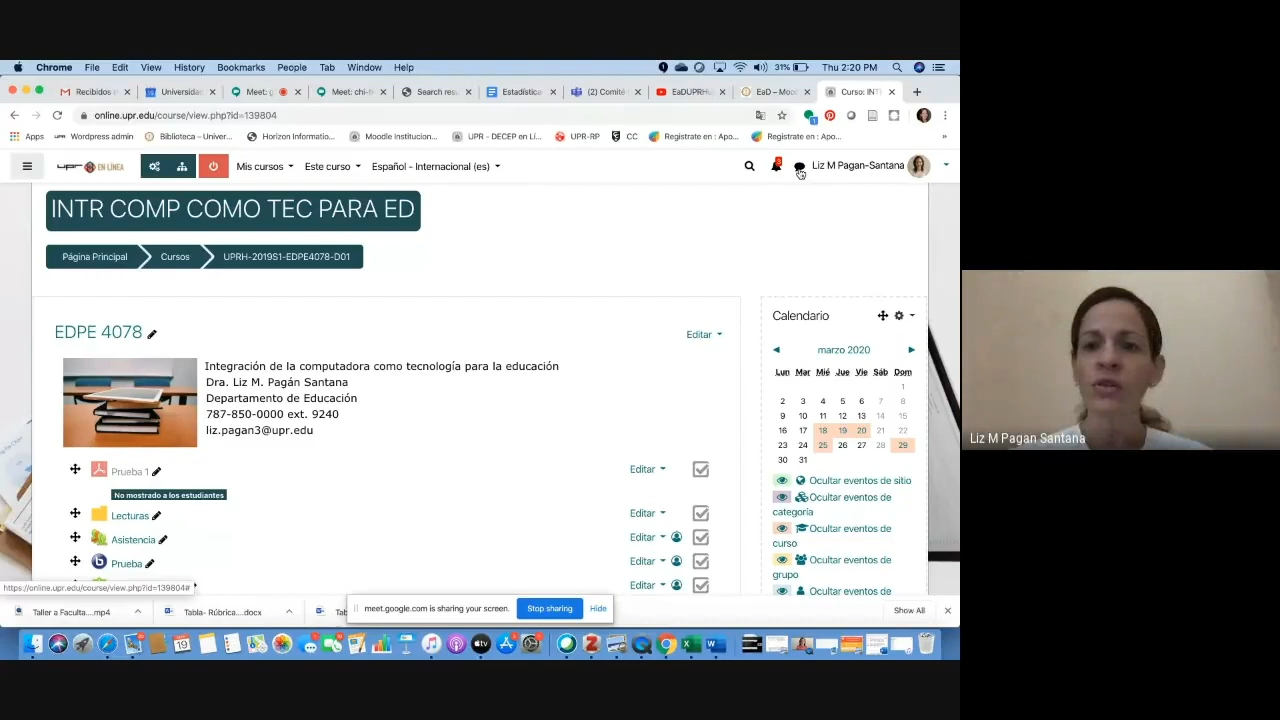 Chrome File Edit View History Bookmarks People Tab Window Help 31% Thu 2:20 PM
Recibidos Universidad Meet: g Meet: chi-t Search resu Estadística (2) Comité EaDUPRHu EaD – Moo Curso: INTR
online.upr.edu/course/view.php?id=139804
Apps Wordpress admin Biblioteca – Univer... Horizon Informatio... Moodle Institucion... UPR - DECEP en Lí... UPR-RP CC Registrate en : Apo... Registrate en : Apo... »
upr EN LÍNEA Mis cursos Este curso Español - Internacional (es) Liz M Pagan-Santana
INTR COMP COMO TEC PARA ED
Página Principal Cursos UPRH-2019S1-EDPE4078-D01
EDPE 4078 Editar
Integración de la computadora como tecnología para la educación
Dra. Liz M. Pagán Santana
Departamento de Educación
787-850-0000 ext. 9240
liz.pagan3@upr.edu
Prueba 1 Editar
No mostrado a los estudiantes
Lecturas Editar
Asistencia Editar
Prueba Editar
Editar
Calendario
marzo 2020
Lun Mar Mié Jue Vie Sáb Dom
1
2 3 4 5 6 7 8
9 10 11 12 13 14 15
16 17 18 19 20 21 22
23 24 25 26 27 28 29
30 31
Ocultar eventos de sitio
Ocultar eventos de
categoría
Ocultar eventos de
curso
Ocultar eventos de
grupo
Ocultar eventos de
https://online.upr.edu/course/view.php?id=139804#
Taller a Faculta....mp4 Tabla- Rúbrica....docx Tab meet.google.com is sharing your screen. Stop sharing Hide Show All
Liz M Pagan Santana